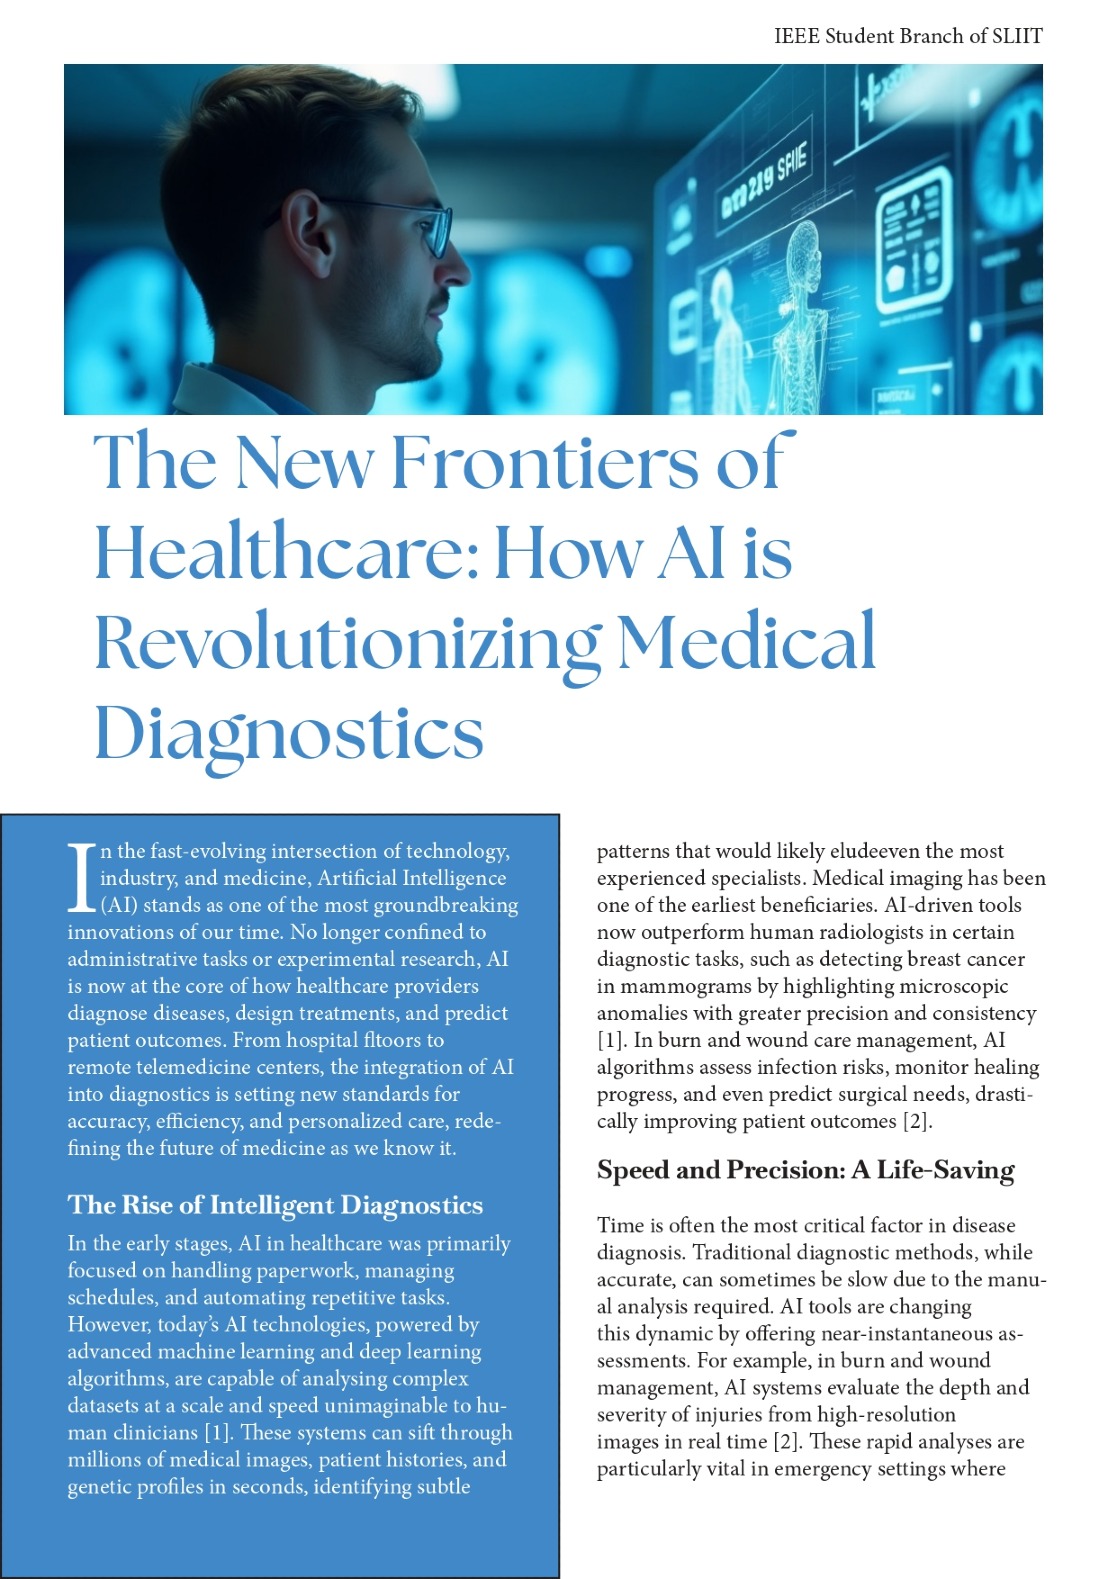 IEEE Student Branch of SLIIT
The New Frontiers of
Healthcare: How AI is
Revolutionizing Medical
Diagnostics
In the fast-evolving intersection of technology,
industry, and medicine, Artificial Intelligence
(AI) stands as one of the most groundbreaking
innovations of our time. No longer confined to
administrative tasks or experimental research, AI
is now at the core of how healthcare providers
diagnose diseases, design treatments, and predict
patient outcomes. From hospital fltoors to
remote telemedicine centers, the integration of AI
into diagnostics is setting new standards for
accuracy, efficiency, and personalized care, rede-
fining the future of medicine as we know it.
The Rise of Intelligent Diagnostics
In the early stages, AI in healthcare was primarily
focused on handling paperwork, managing
schedules, and automating repetitive tasks.
However, today’s AI technologies, powered by
advanced machine learning and deep learning
algorithms, are capable of analysing complex
datasets at a scale and speed unimaginable to hu-
man clinicians [1]. These systems can sift through
millions of medical images, patient histories, and
genetic profiles in seconds, identifying subtle
patterns that would likely eludeeven the most
experienced specialists. Medical imaging has been
one of the earliest beneficiaries. AI-driven tools
now outperform human radiologists in certain
diagnostic tasks, such as detecting breast cancer
in mammograms by highlighting microscopic
anomalies with greater precision and consistency
[1]. In burn and wound care management, AI
algorithms assess infection risks, monitor healing
progress, and even predict surgical needs, drasti-
cally improving patient outcomes [2].
Speed and Precision: A Life-Saving
Time is often the most critical factor in disease
diagnosis. Traditional diagnostic methods, while
accurate, can sometimes be slow due to the manu-
al analysis required. AI tools are changing
this dynamic by offering near-instantaneous as-
sessments. For example, in burn and wound
management, AI systems evaluate the depth and
severity of injuries from high-resolution
images in real time [2]. These rapid analyses are
particularly vital in emergency settings where